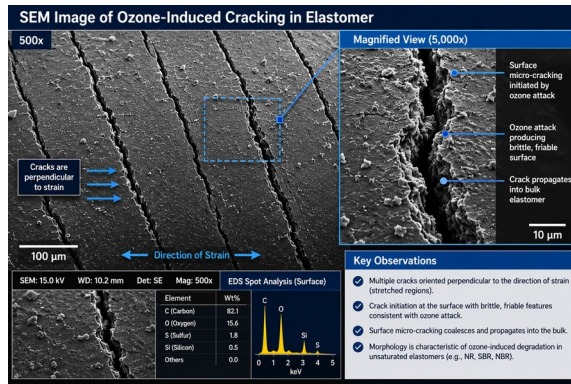 SEM Image of Ozone-Induced Cracking in Elastomer
500x
Cracks are
perpendicular
to strain
100 µm
Direction of Strain
Magnified View (5,000x)
Surface
micro-cracking
initiated by
ozone attack
Ozone attack
producing
brittle, friable
surface
Crack propagates
into bulk
elastomer
10 µm
SEM: 15.0 kV WD: 10.2 mm Det: SE Mag: 500x
EDS Spot Analysis (Surface)
Element Wt%
C (Carbon) 82.1
O (Oxygen) 15.6
S (Sulfur) 1.8
Si (Silicon) 0.5
Others 0.0
C
O
Si
S
0 1 2 3 4 5
keV
Key Observations
Multiple cracks oriented perpendicular to the direction of strain
(stretched regions).
Crack initiation at the surface with brittle, friable features
consistent with ozone attack.
Surface micro-cracking coalesces and propagates into the bulk.
Morphology is characteristic of ozone-induced degradation in
unsaturated elastomers (e.g., NR, SBR, NBR).